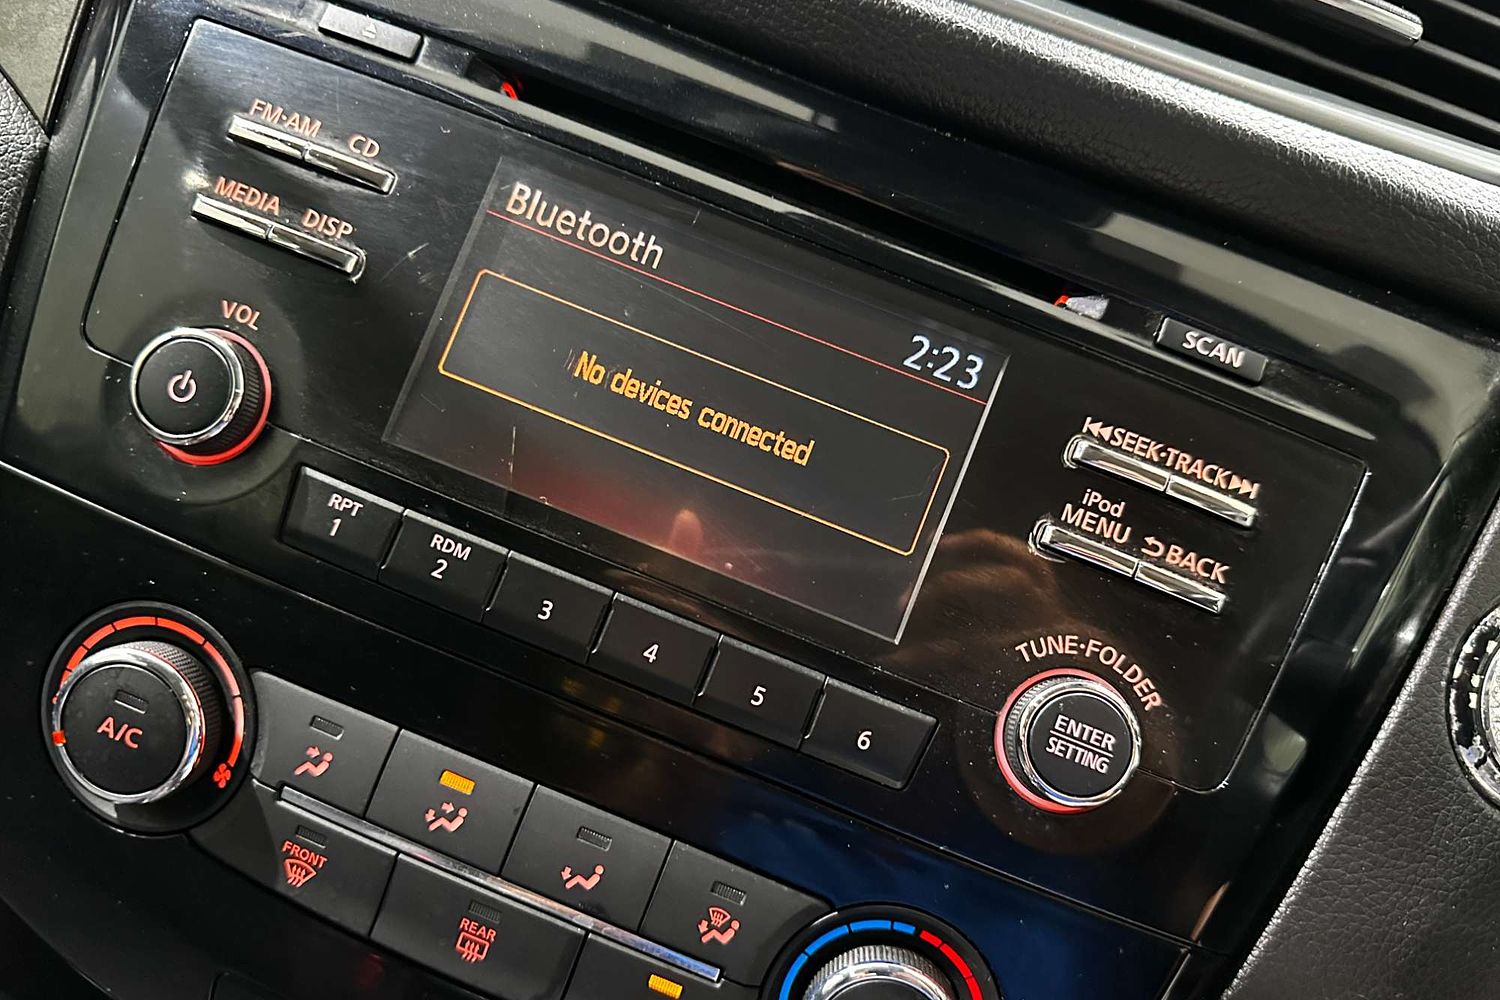 FM·AM CD
MEDIA DISP
VOL
Bluetooth
2:23
No devices connected
SCAN
SEEK·TRACK
iPod
MENU BACK
TUNE·FOLDER
ENTER
SETTING
RPT
1
RDM
2
3
4
5
6
A/C
FRONT
REAR